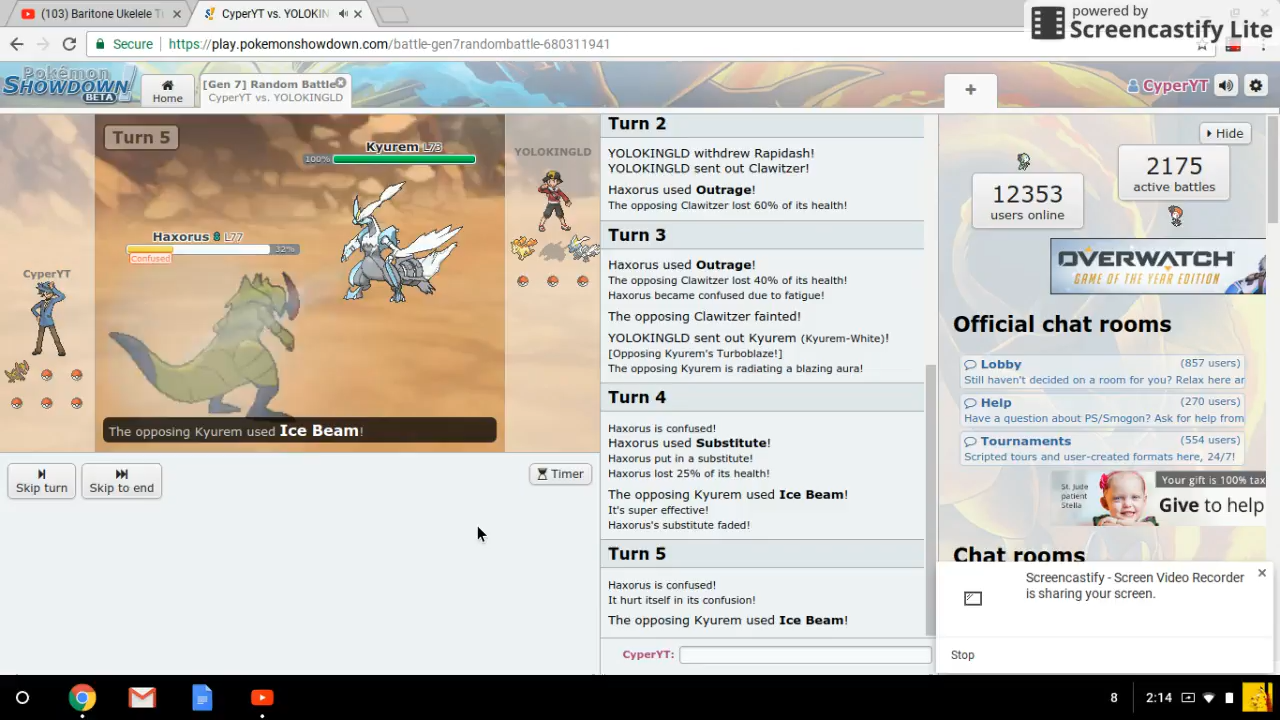 (103) Baritone Ukelele T
CyperYT vs. YOLOKIN
powered by
Screencastify Lite
Secure
https://play.pokemonshowdown.com/battle-gen7randombattle-680311941
Pokémon
SHOWDOWN
BETA
Home
[Gen 7] Random Battle
CyperYT vs. YOLOKINGLD
+
CyperYT
Turn 5
Kyurem L73
100%
YOLOKINGLD
Haxorus L77
32%
Confused
CyperYT
The opposing Kyurem used Ice Beam!
Skip turn
Skip to end
Timer
Turn 2
YOLOKINGLD withdrew Rapidash!
YOLOKINGLD sent out Clawitzer!
Haxorus used Outrage!
The opposing Clawitzer lost 60% of its health!
Turn 3
Haxorus used Outrage!
The opposing Clawitzer lost 40% of its health!
Haxorus became confused due to fatigue!
The opposing Clawitzer fainted!
YOLOKINGLD sent out Kyurem (Kyurem-White)!
[Opposing Kyurem's Turboblaze!]
The opposing Kyurem is radiating a blazing aura!
Turn 4
Haxorus is confused!
Haxorus used Substitute!
Haxorus put in a substitute!
Haxorus lost 25% of its health!
The opposing Kyurem used Ice Beam!
It's super effective!
Haxorus's substitute faded!
Turn 5
Haxorus is confused!
It hurt itself in its confusion!
The opposing Kyurem used Ice Beam!
CyperYT:
Hide
12353
users online
2175
active battles
OVERWATCH
GAME OF THE YEAR EDITION
Official chat rooms
Lobby
(857 users)
Still haven't decided on a room for you? Relax here ar
Help
(270 users)
Have a question about PS/Smogon? Ask for help from
Tournaments
(554 users)
Scripted tours and user-created formats here, 24/7!
St. Jude
patient
Stella
Your gift is 100% tax
Give to help
Chat rooms
Screencastify - Screen Video Recorder
is sharing your screen.
Stop
8
2:14